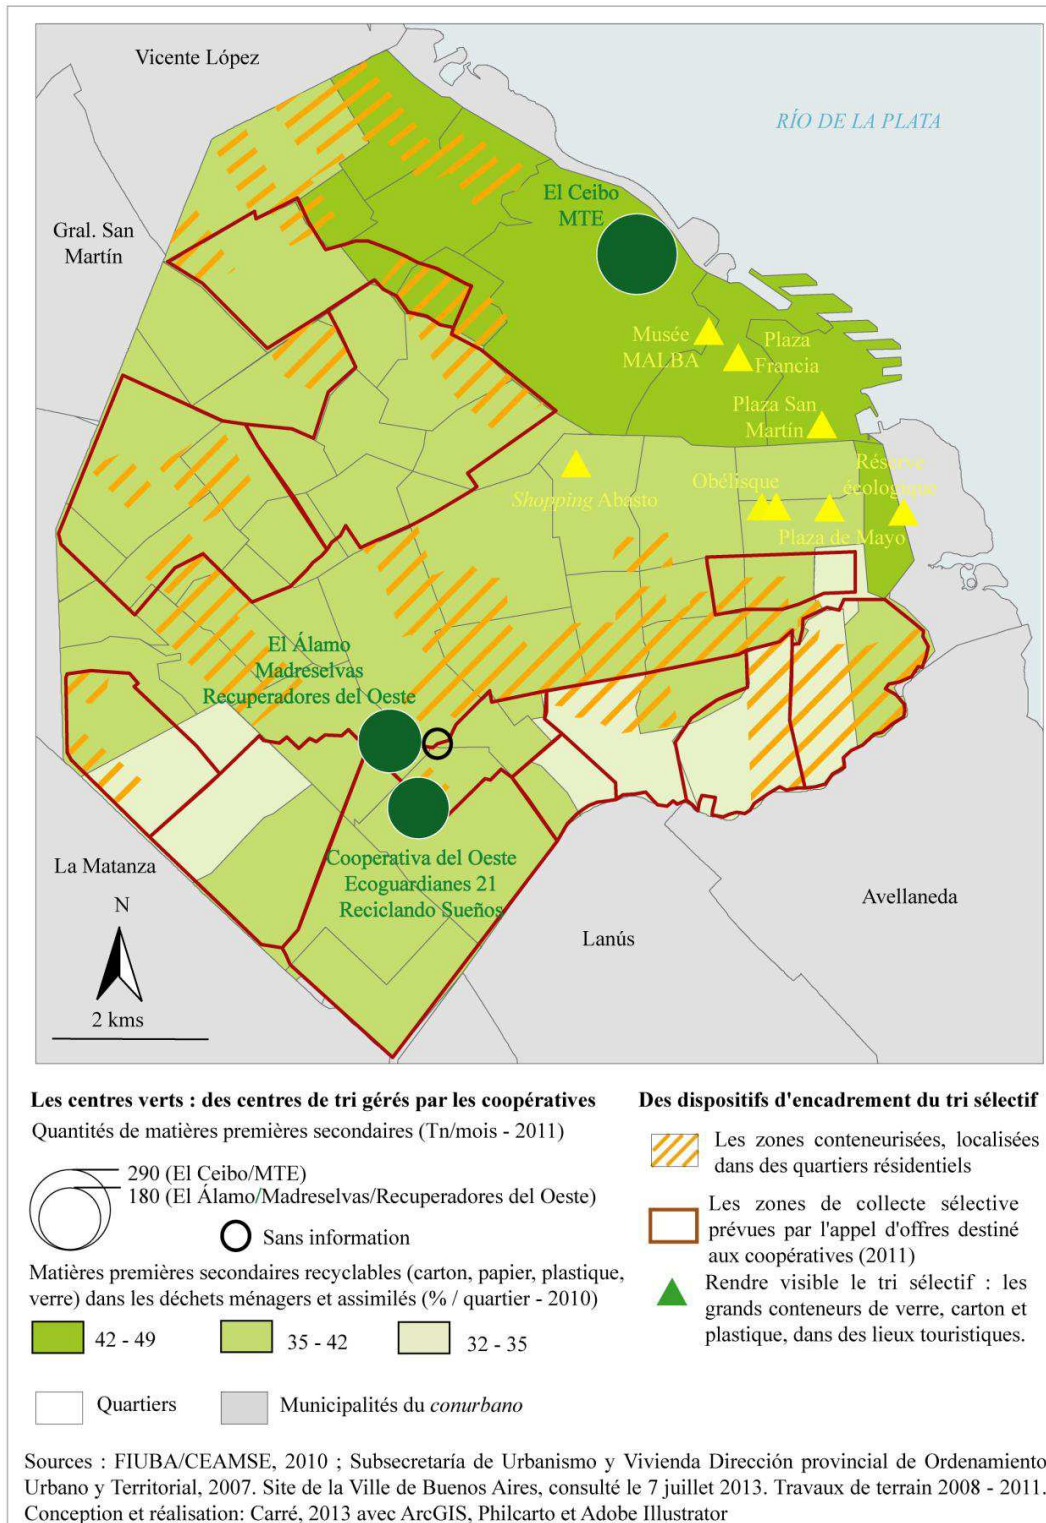 Vicente López
RÍO DE LA PLATA
El Ceibo
MTE
Gral. San
Martín
Musée
MALBA
Plaza
Francia
Plaza San
Martín
Shopping Abasto
Obélisque
Réserve
écologique
Plaza de Mayo
El Álamo
Madreselvas
Recuperadores del Oeste
Cooperativa del Oeste
Ecoguardianes 21
Reciclando Sueños
La Matanza
Lanús
Avellaneda
N
2 kms
Les centres verts : des centres de tri gérés par les coopératives
Quantités de matières premières secondaires (Tn/mois - 2011)
290 (El Ceibo/MTE)
180 (El Álamo/Madreselvas/Recuperadores del Oeste)
Sans information
Matières premières secondaires recyclables (carton, papier, plastique,
verre) dans les déchets ménagers et assimilés (% / quartier - 2010)
42 - 49
35 - 42
32 - 35
Quartiers
Municipalités du conurbano
Des dispositifs d'encadrement du tri sélectif
Les zones conteneurisées, localisées
dans des quartiers résidentiels
Les zones de collecte sélective
prévues par l'appel d'offres destiné
aux coopératives (2011)
Rendre visible le tri sélectif : les
grands conteneurs de verre, carton et
plastique, dans des lieux touristiques.
Sources : FIUBA/CEAMSE, 2010 ; Subsecretaría de Urbanismo y Vivienda Dirección provincial de Ordenamiento
Urbano y Territorial, 2007. Site de la Ville de Buenos Aires, consulté le 7 juillet 2013. Travaux de terrain 2008 - 2011.
Conception et réalisation: Carré, 2013 avec ArcGIS, Philcarto et Adobe Illustrator